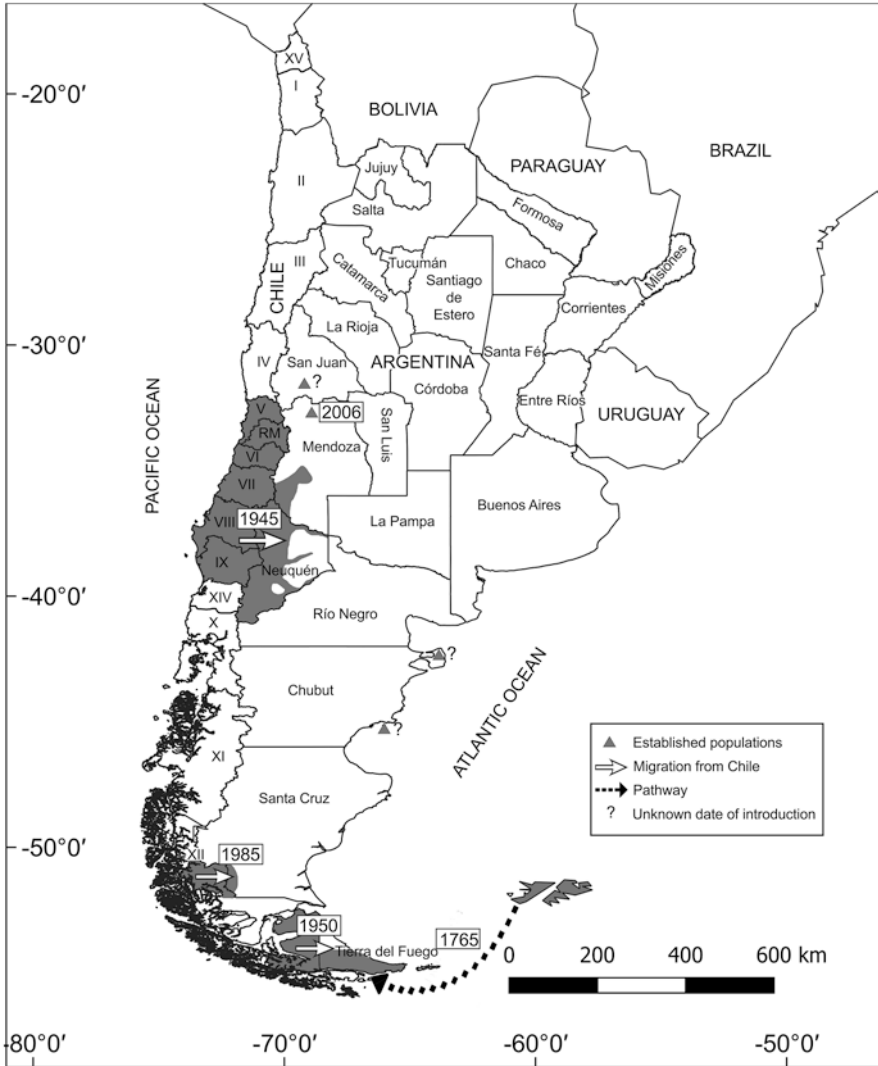 XV
-20°0′
I
BOLIVIA
PARAGUAY
BRAZIL
Jujuy
II
Salta
Formosa
III
CHILE
Catamarca
Tucumán
Santiago
de
Estero
Chaco
Misiones
Corrientes
La Rioja
-30°0′
IV
San Juan
ARGENTINA
Santa Fé
?
Córdoba
Entre Ríos
URUGUAY
PACIFIC OCEAN
V
2006
RM
Mendoza
San Luis
VI
VII
Buenos Aires
VIII
1945
La Pampa
IX
Neuquén
-40°0′
XIV
Río Negro
X
?
Chubut
ATLANTIC OCEAN
?
XI
Established populations
Migration from Chile
Pathway
? Unknown date of introduction
Santa Cruz
-50°0′
XII
1985
1950
1765
Tierra del Fuego
0 200 400 600 km
-80°0′ -70°0′ -60°0′ -50°0′